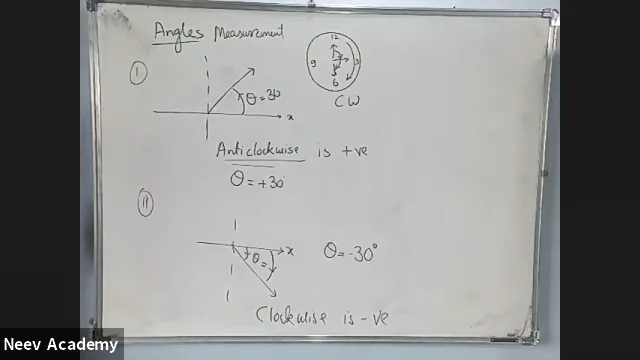 Angles Measurement
I
12
9
3
6
CW
θ = 30
x
Anticlockwise is +ve
θ = +30°
II
x
θ =
θ = -30°
Clockwise is -ve
Neev Academy